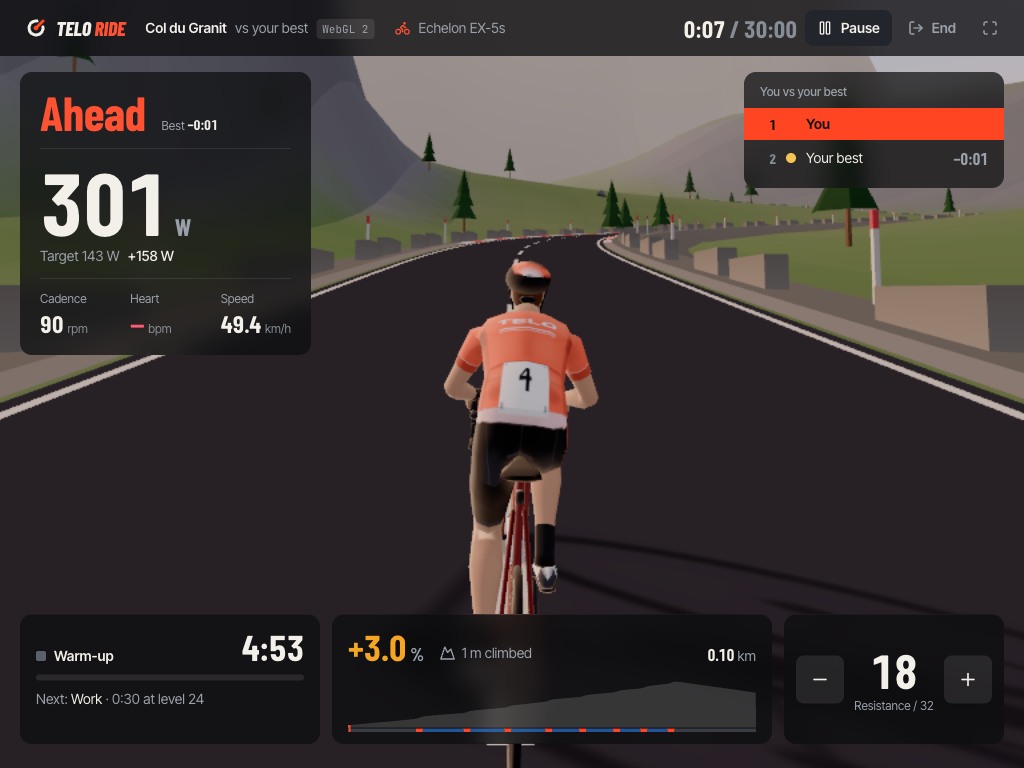 TELO RIDE Col du Granit vs your best WebGL 2 Echelon EX-5s 0:07 / 30:00 Pause End
Ahead Best −0:01
301 W
Target 143 W +158 W
Cadence Heart Speed
90 rpm — bpm 49.4 km/h
You vs your best
1 You
2 Your best −0:01
TELO
4
Warm-up 4:53
Next: Work · 0:30 at level 24
+3.0 % 1 m climbed 0.10 km
− 18 +
Resistance / 32